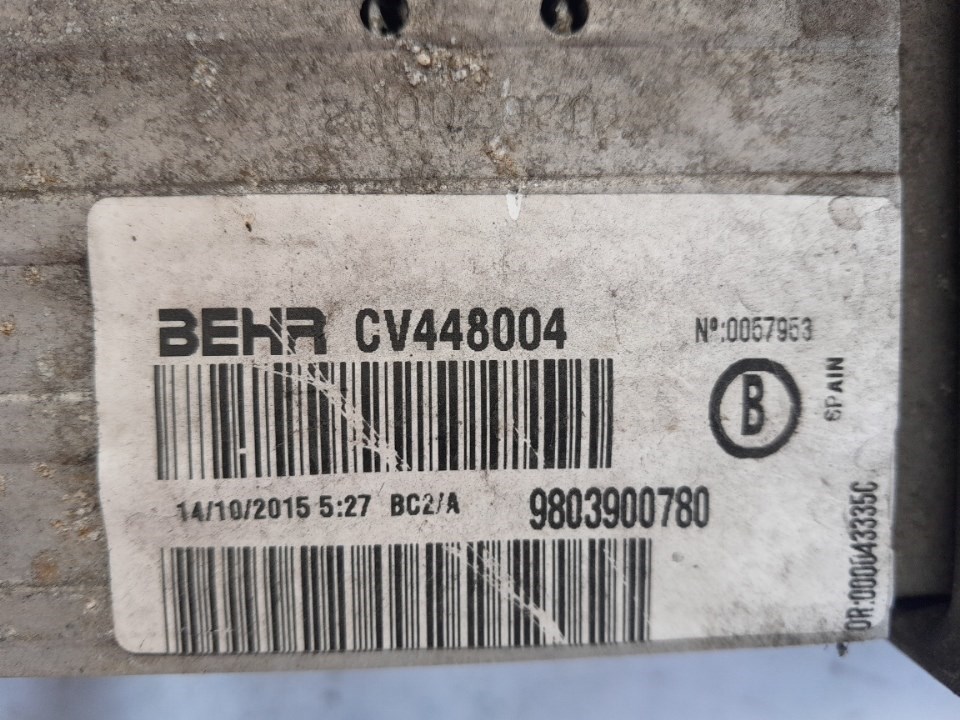 BEHR CV448004
Nº:0057953
B
SPAIN
14/10/2015 5:27 BC2/A 9803900780
OR:000043335C